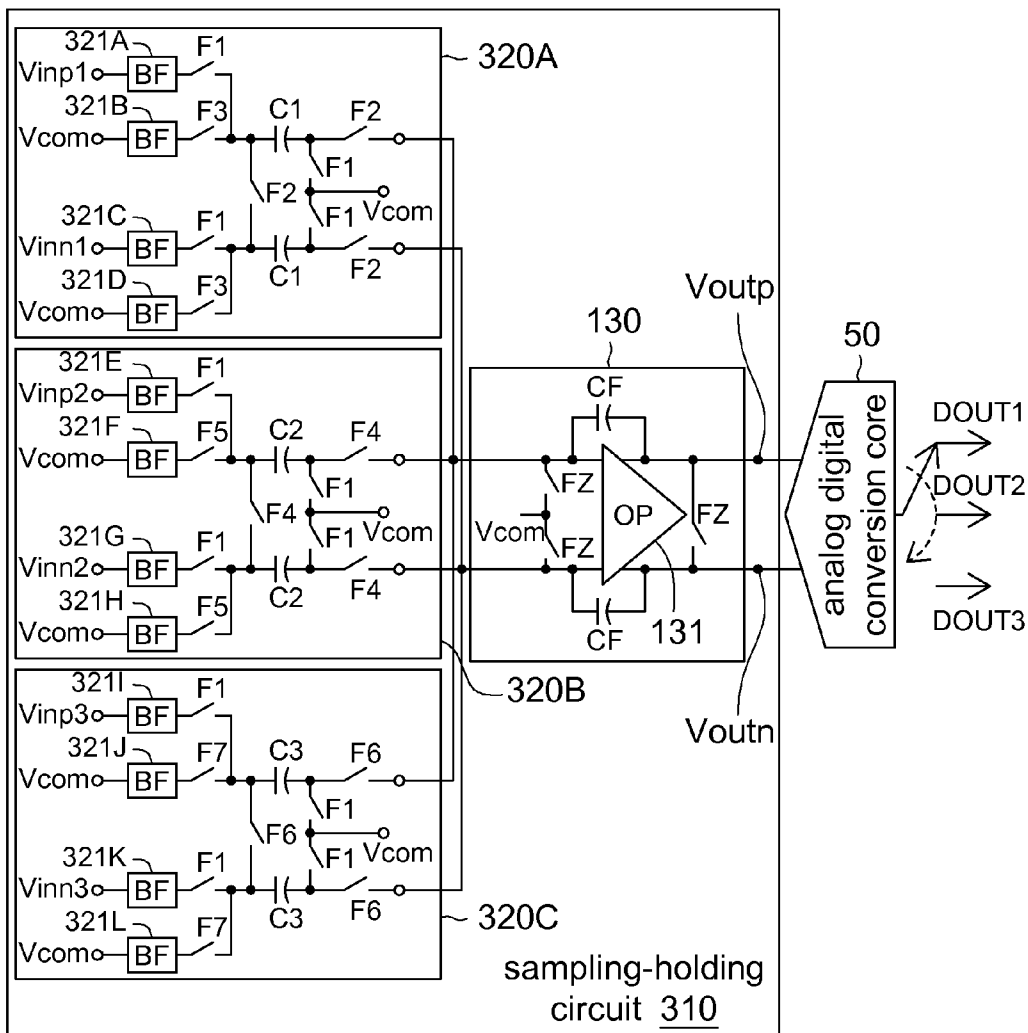 321A
F1
Vinp1
BF
320A
321B
F3
C1
F2
Vcom
BF
F1
F2
Vcom
321C
F1
F1
Vinn1
BF
C1
F2
321D
F3
Vcom
BF
Voutp
321E
F1
130
50
Vinp2
BF
CF
DOUT1
321F
F5
C2
F4
Vcom
BF
F1
FZ
DOUT2
F4
Vcom
Vcom
OP
FZ
analog digital
conversion core
321G
F1
F1
FZ
Vinn2
BF
C2
F4
321H
F5
CF
131
DOUT3
Vcom
BF
321I
F1
320B
Vinp3
BF
Voutn
321J
F7
C3
F6
Vcom
BF
F1
F6
Vcom
321K
F1
F1
Vinn3
BF
C3
F6
321L
F7
320C
Vcom
BF
sampling-holding
circuit 310